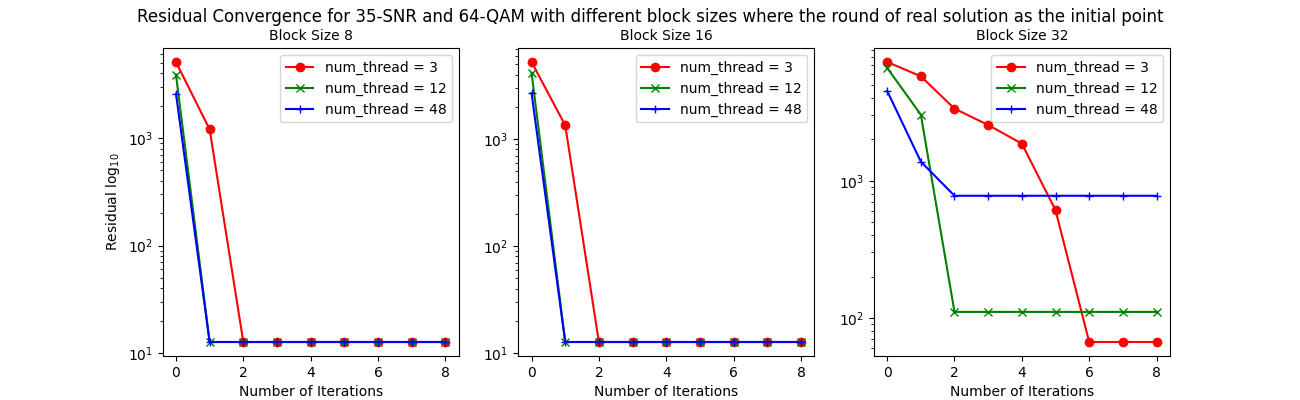 Residual Convergence for 35-SNR and 64-QAM with different block sizes where the round of real solution as the initial point
Block Size 8
num_thread = 3
num_thread = 12
num_thread = 48
Residual log₁₀
10³
10²
10¹
0 2 4 6 8
Number of Iterations
Block Size 16
num_thread = 3
num_thread = 12
num_thread = 48
10³
10²
10¹
0 2 4 6 8
Number of Iterations
Block Size 32
num_thread = 3
num_thread = 12
num_thread = 48
10³
10²
0 2 4 6 8
Number of Iterations